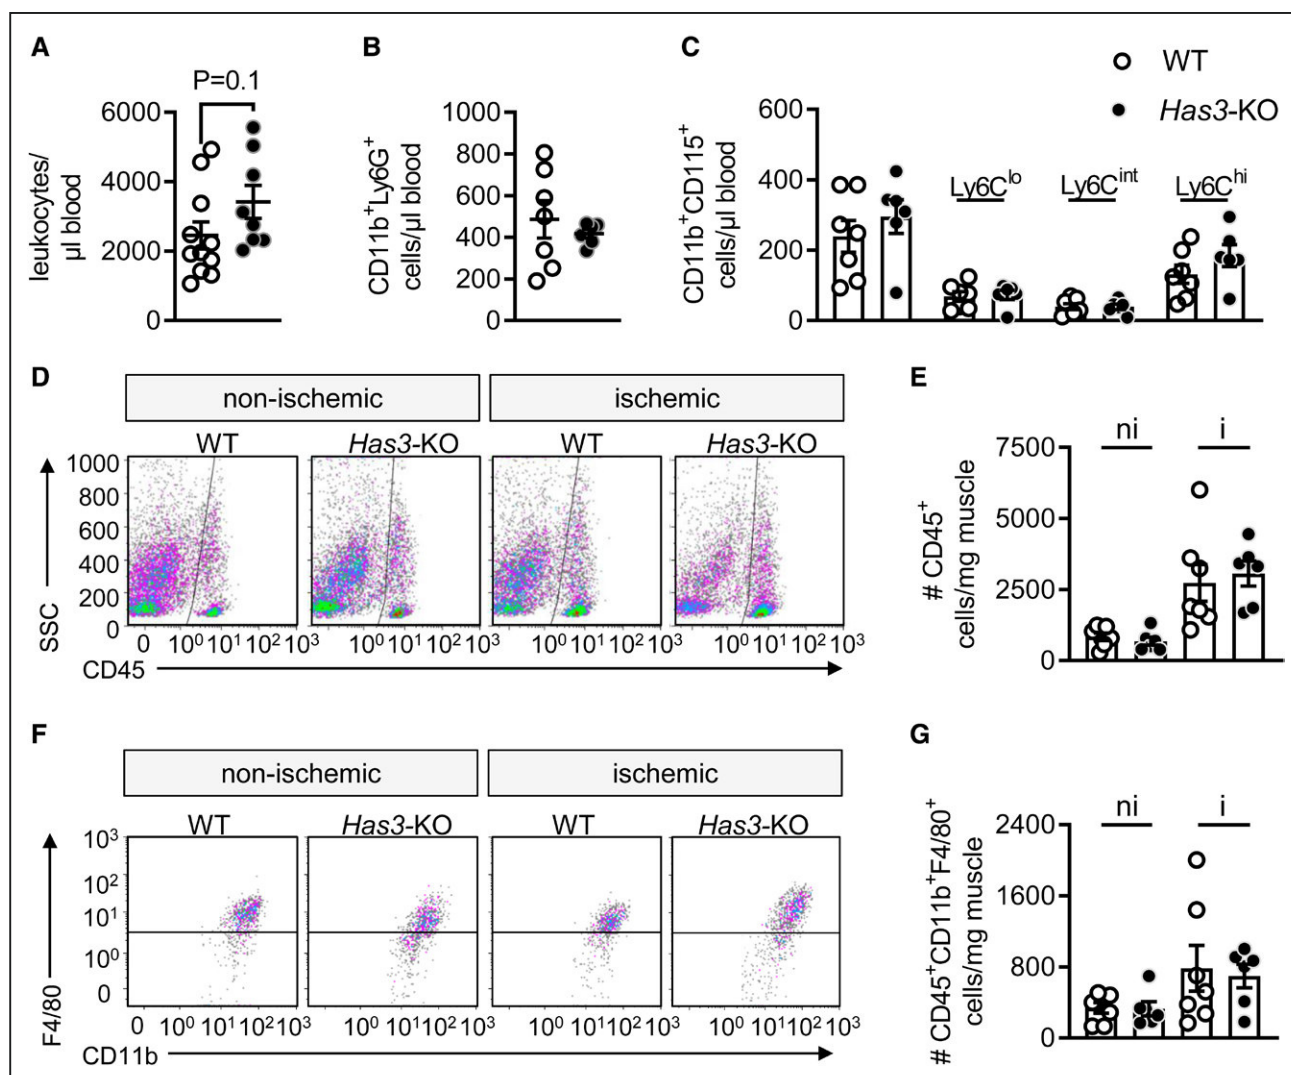 A
P=0.1
6000
4000
2000
0
leukocytes/
µl blood
B
1000
800
600
400
200
0
CD11b⁺Ly6G⁺
cells/µl blood
C
WT
Has3-KO
600
400
200
0
CD11b⁺CD115⁺
cells/µl blood
Ly6Cˡᵒ
Ly6Cⁱⁿᵗ
Ly6Cʰⁱ
D
non-ischemic
ischemic
WT
Has3-KO
WT
Has3-KO
1000
800
600
400
200
0
SSC
0 10⁰ 10¹ 10² 10³
10⁰ 10¹ 10² 10³
10⁰ 10¹ 10² 10³
10⁰ 10¹ 10² 10³
CD45
E
ni
i
7500
5000
2500
0
# CD45⁺
cells/mg muscle
F
non-ischemic
ischemic
WT
Has3-KO
WT
Has3-KO
10³
10²
10¹
10⁰
0
F4/80
0 10⁰ 10¹ 10² 10³
10⁰ 10¹ 10² 10³
10⁰ 10¹ 10² 10³
10⁰ 10¹ 10² 10³
CD11b
G
ni
i
2400
1600
800
0
# CD45⁺CD11b⁺F4/80⁺
cells/mg muscle